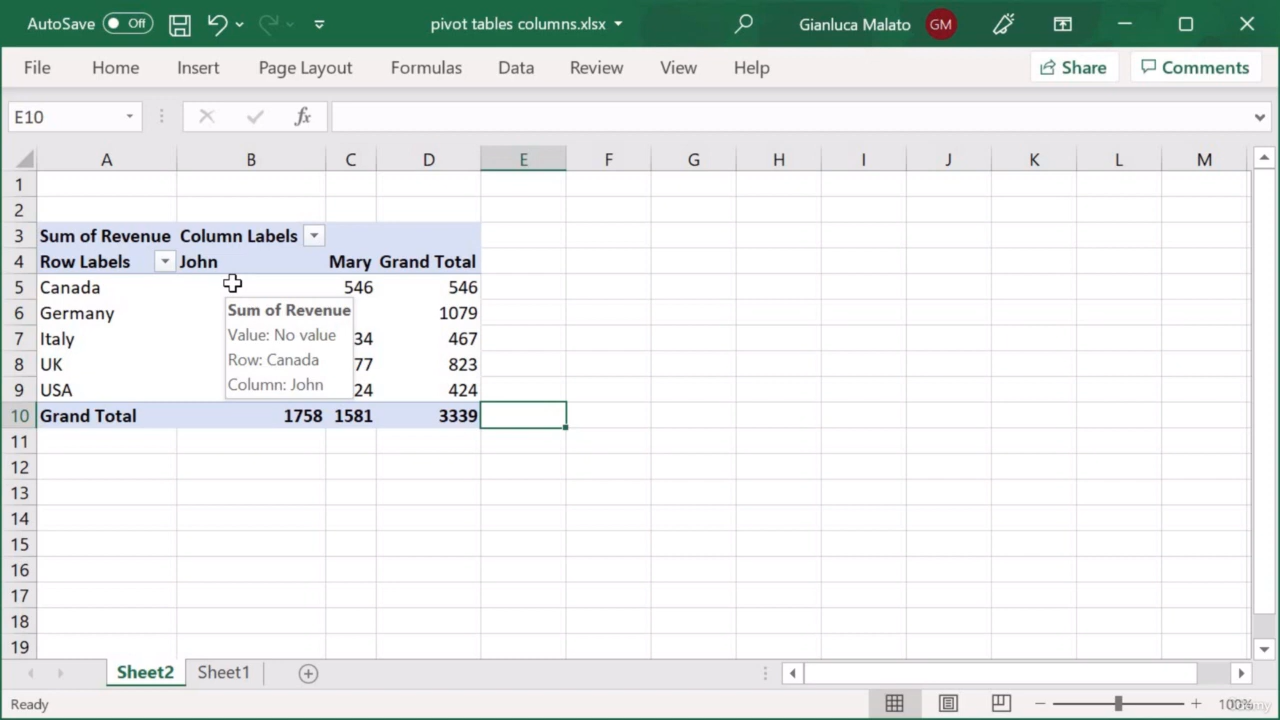 AutoSave Off pivot tables columns.xlsx Gianluca Malato GM
File Home Insert Page Layout Formulas Data Review View Help Share Comments
E10 fx
A B C D E F G H I J K L M
1
2
3 Sum of Revenue Column Labels
4 Row Labels John Mary Grand Total
5 Canada 546 546
6 Germany 1079
7 Italy 34 467
8 UK 77 823
9 USA 24 424
10 Grand Total 1758 1581 3339
Sum of Revenue
Value: No value
Row: Canada
Column: John
11
12
13
14
15
16
17
18
19
Sheet2 Sheet1
Ready